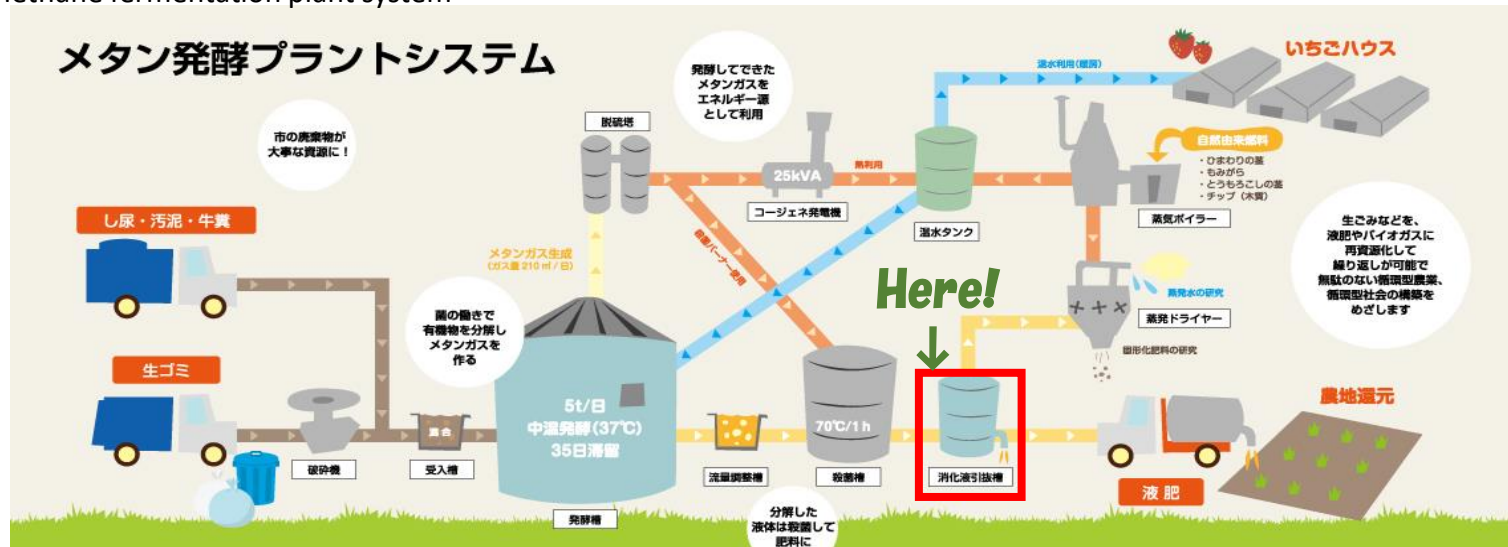 ethane fermentation plant system
メタン発酵プラントシステム
市の廃棄物が
大事な資源に！
し尿・汚泥・牛糞
生ゴミ
破砕機
混合
受入槽
菌の働きで
有機物を分解し
メタンガスを
作る
メタンガス生成
(ガス量 210 ㎥ / 日)
脱硫塔
発酵してできた
メタンガスを
エネルギー源
として利用
25kVA
コージェネ発電機
熱利用
殺菌バーナー使用
5t/日
中温発酵(37℃)
35日滞留
発酵槽
流量調整槽
70℃/1 h
殺菌槽
分解した
液体は殺菌して
肥料に
温水タンク
温水利用(暖房)
いちごハウス
自然由来燃料
・ひまわりの茎
・もみがら
・とうもろこしの茎
・チップ（木質）
蒸気ボイラー
蒸発水の研究
蒸発ドライヤー
固形化肥料の研究
Here!
消化液引抜槽
液肥
農地還元
生ごみなどを、
液肥やバイオガスに
再資源化して
繰り返しが可能で
無駄のない循環型農業、
循環型社会の構築を
めざします